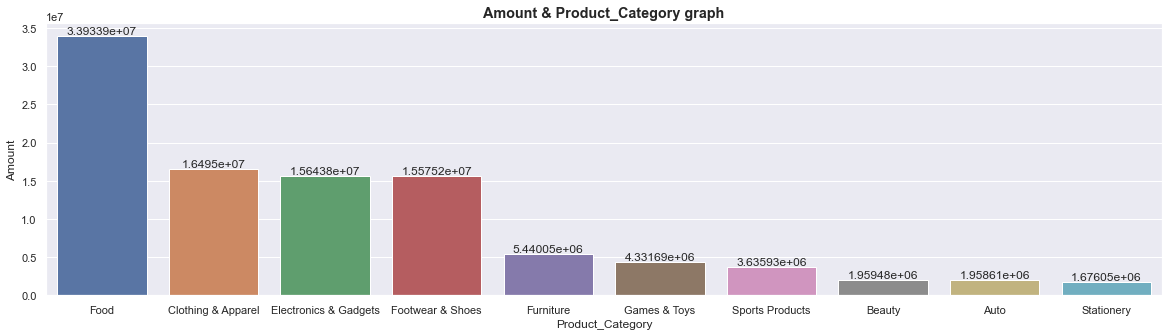 Amount & Product_Category graph
1e7
3.5
3.0
2.5
2.0
1.5
1.0
0.5
0.0
Amount
3.39339e+07
1.6495e+07
1.56438e+07
1.55752e+07
5.44005e+06
4.33169e+06
3.63593e+06
1.95948e+06
1.95861e+06
1.67605e+06
Food
Clothing & Apparel
Electronics & Gadgets
Footwear & Shoes
Furniture
Games & Toys
Sports Products
Beauty
Auto
Stationery
Product_Category